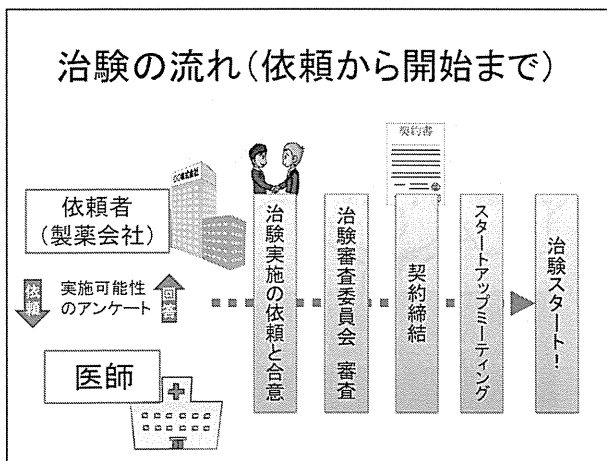 治験の流れ(依頼から開始まで)
契約書
○○株式会社
依頼者
(製薬会社)
依頼
実施可能性
のアンケート
回答
医師
治験実施の依頼と合意
治験審査委員会 審査
契約締結
スタートアップミーティング
治験スタート!